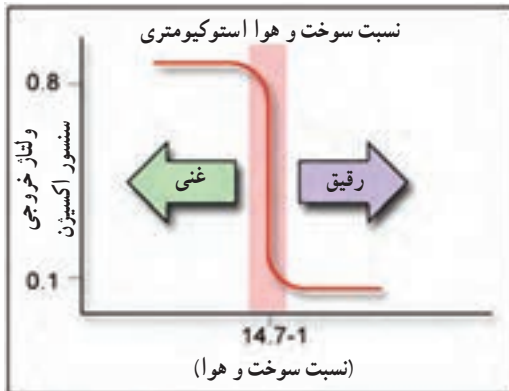 نسبت سوخت و هوا استوکیومتری
0.8
ولتاژ خروجی
سنسور اکسیژن
غنی
رقیق
0.1
14.7-1
(نسبت سوخت و هوا)